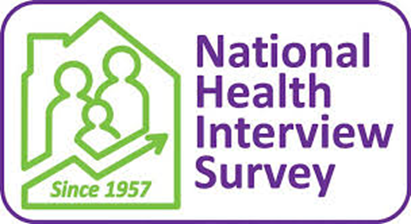 National
Health
Interview
Survey
Since 1957